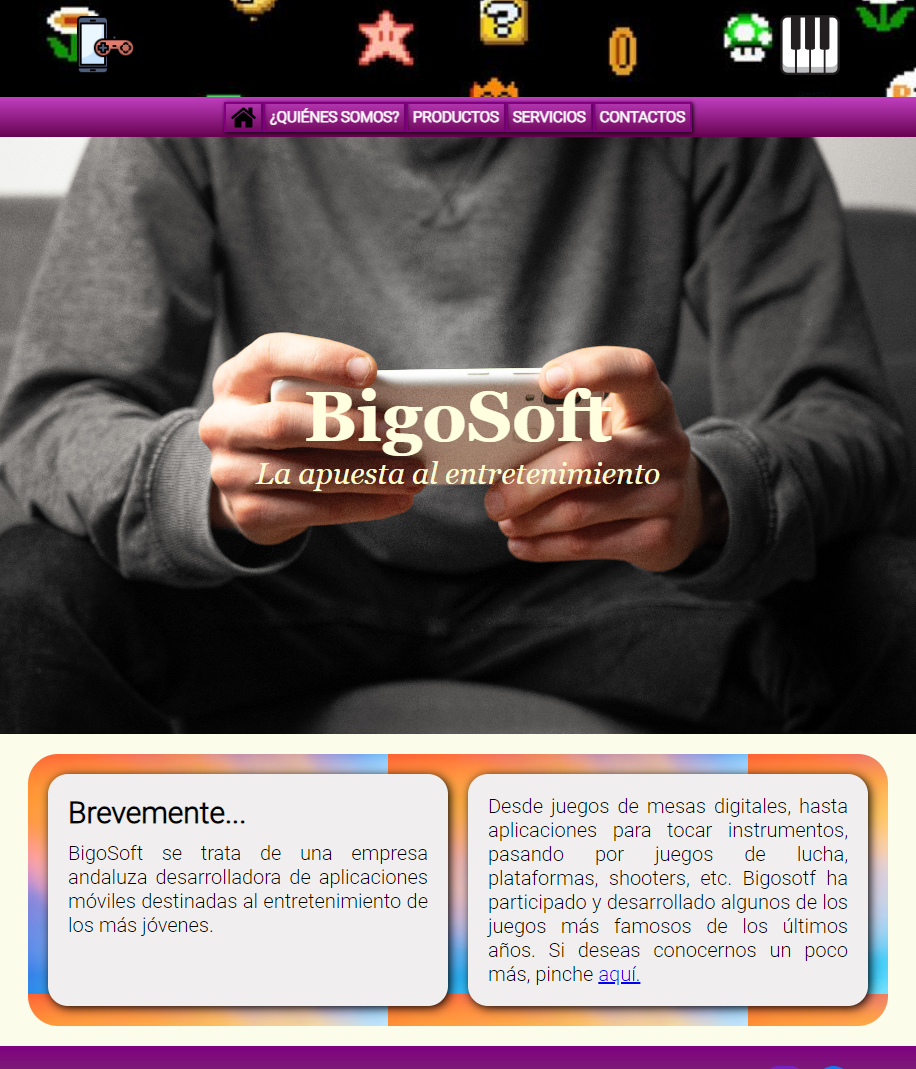 ¿QUIÉNES SOMOS? PRODUCTOS SERVICIOS CONTACTOS
BigoSoft
La apuesta al entretenimiento
Brevemente...
BigoSoft se trata de una empresa
andaluza desarrolladora de aplicaciones
móviles destinadas al entretenimiento de
los más jóvenes.
Desde juegos de mesas digitales, hasta
aplicaciones para tocar instrumentos,
pasando por juegos de lucha,
plataformas, shooters, etc. Bigosotf ha
participado y desarrollado algunos de los
juegos más famosos de los últimos
años. Si deseas conocernos un poco
más, pinche aquí.